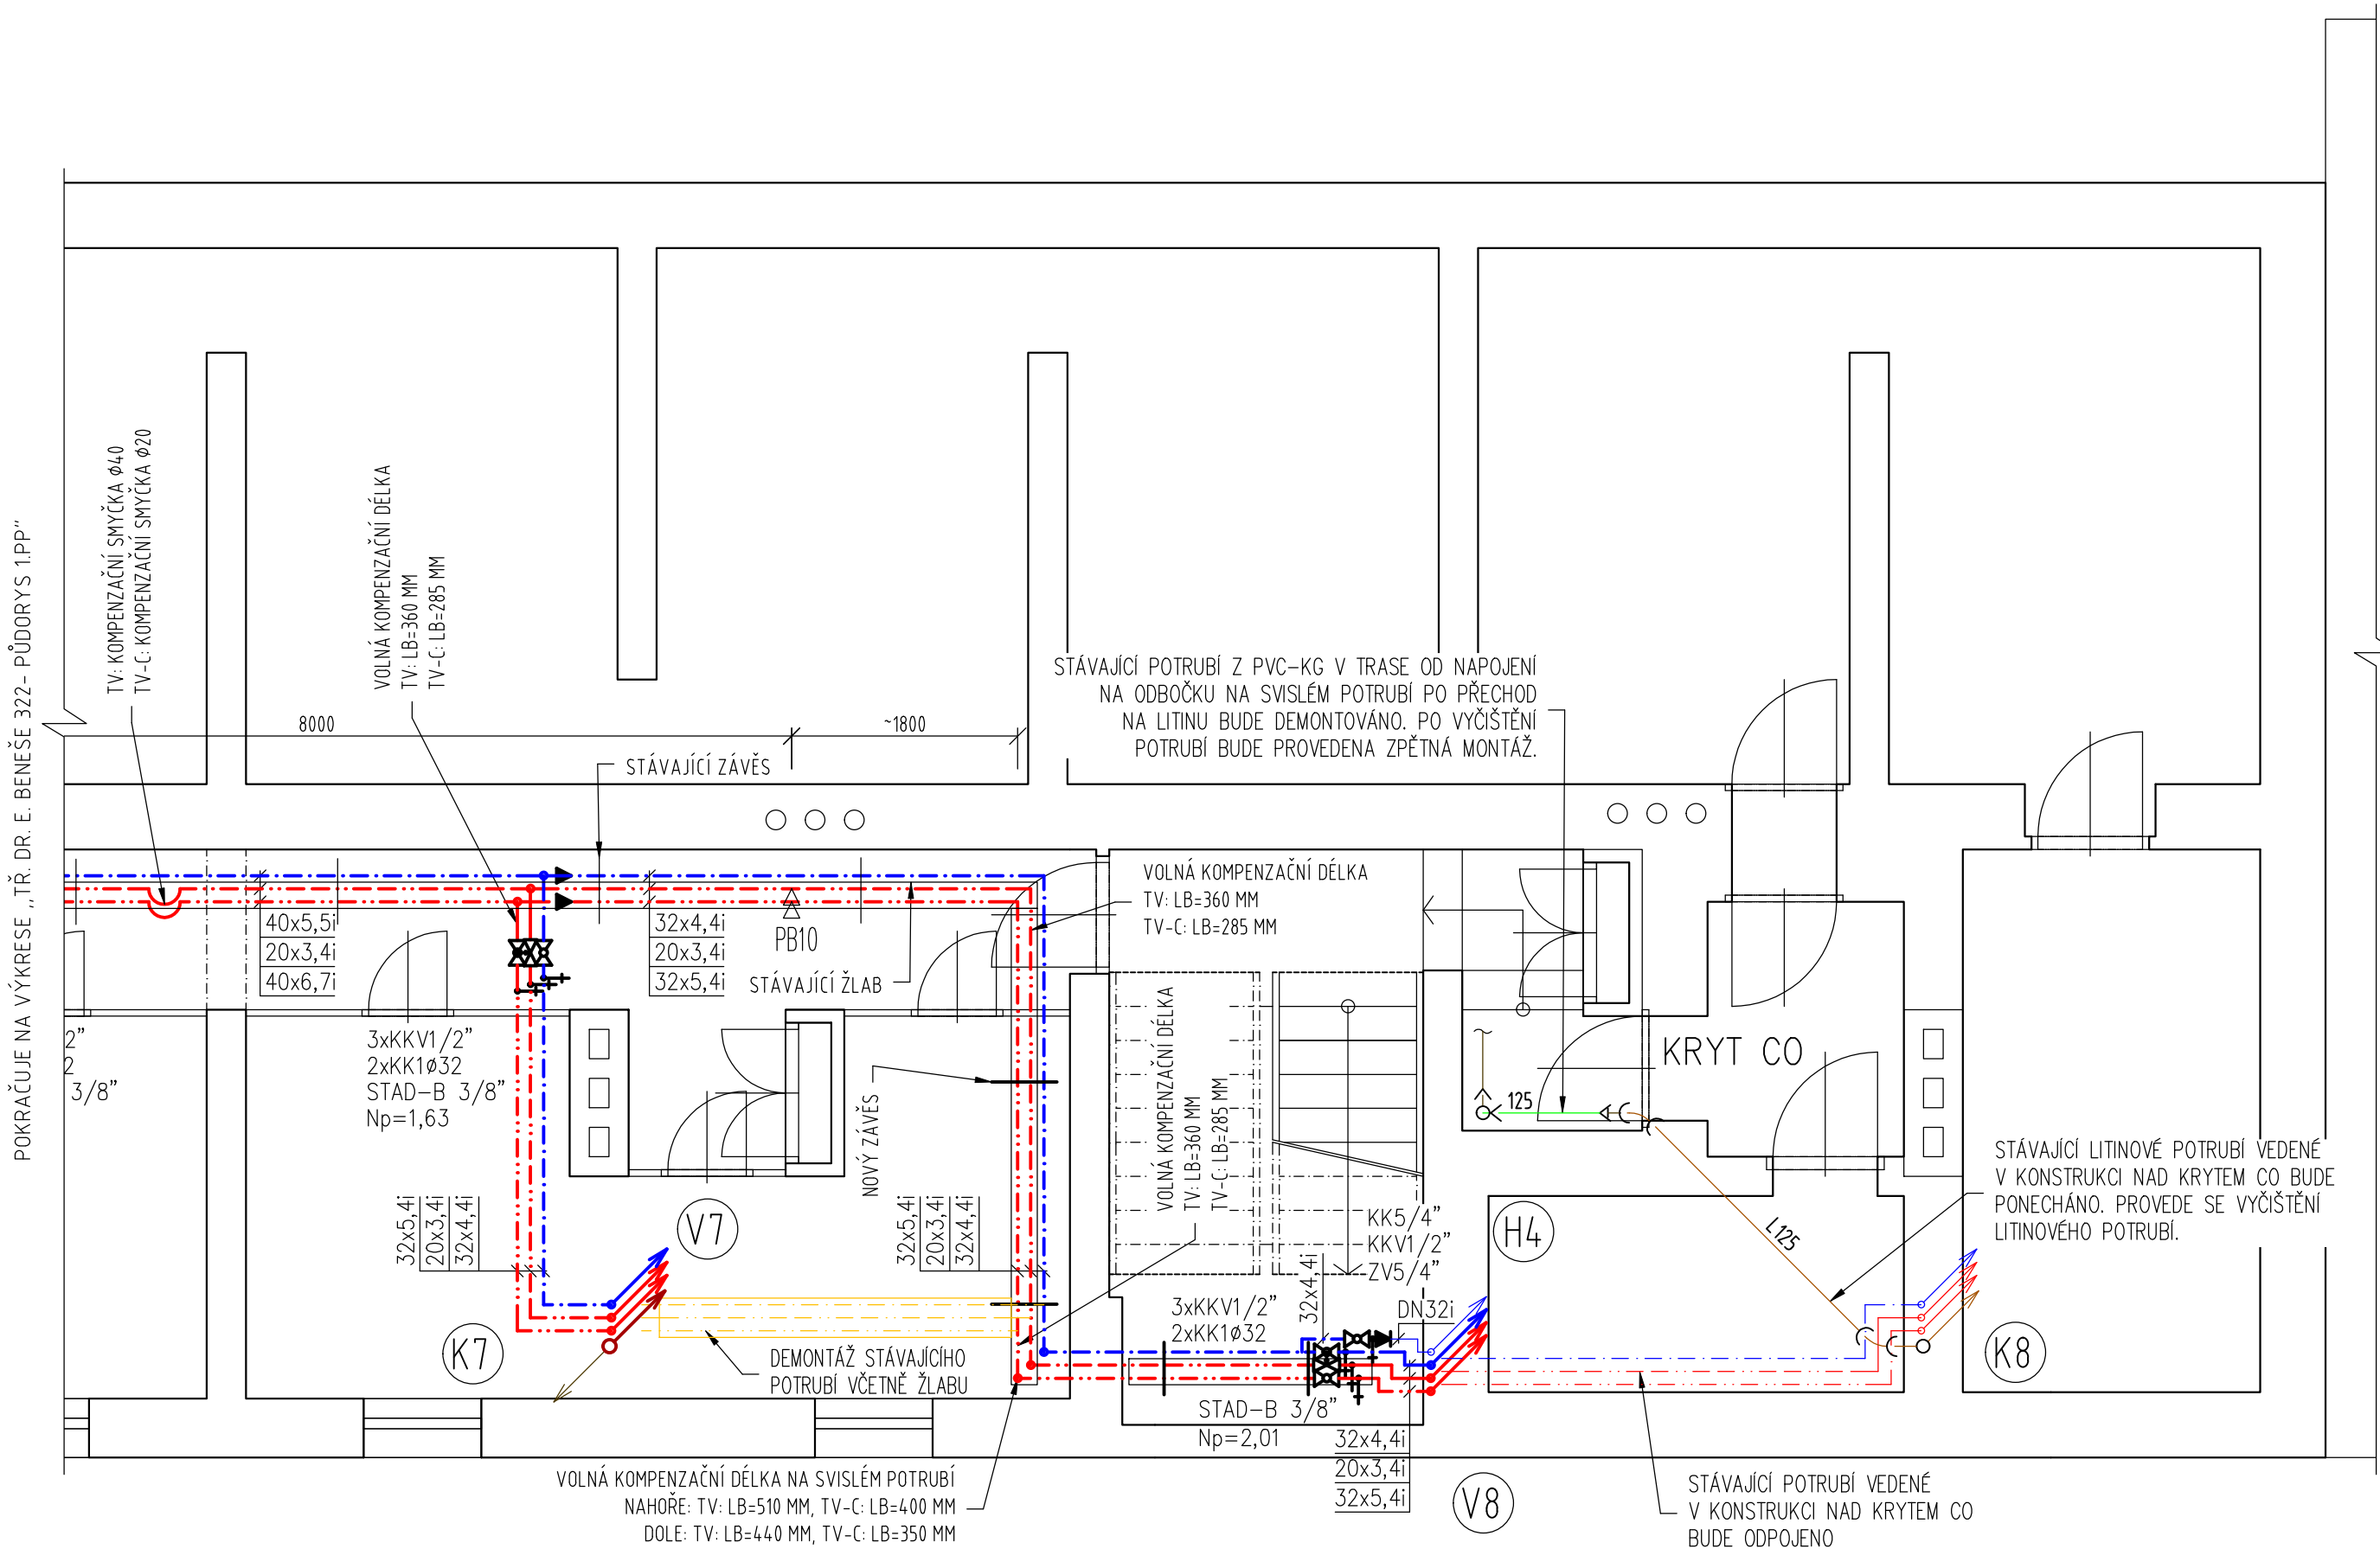 POKRAČUJE NA VÝKRESE „TŘ. DR. E. BENEŠE 322- PŮDORYS 1.PP"
TV: KOMPENZAČNÍ SMYČKA ϕ40
TV-C: KOMPENZAČNÍ SMYČKA ϕ20
VOLNÁ KOMPENZAČNÍ DÉLKA
TV: LB=360 MM
TV-C: LB=285 MM
8000
~1800
STÁVAJÍCÍ ZÁVĚS
STÁVAJÍCÍ POTRUBÍ Z PVC-KG V TRASE OD NAPOJENÍ
NA ODBOČKU NA SVISLÉM POTRUBÍ PO PŘECHOD
NA LITINU BUDE DEMONTOVÁNO. PO VYČIŠTĚNÍ
POTRUBÍ BUDE PROVEDENA ZPĚTNÁ MONTÁŽ.
VOLNÁ KOMPENZAČNÍ DÉLKA
TV: LB=360 MM
TV-C: LB=285 MM
40x5,5i
20x3,4i
40x6,7i
32x4,4i
20x3,4i
32x5,4i
PB10
STÁVAJÍCÍ ŽLAB
2"
2
3/8"
3xKKV1/2"
2xKK1ϕ32
STAD-B 3/8"
Np=1,63
NOVÝ ZÁVĚS
VOLNÁ KOMPENZAČNÍ DÉLKA
TV: LB=360 MM
TV-C: LB=285 MM
KRYT CO
125
L125
STÁVAJÍCÍ LITINOVÉ POTRUBÍ VEDENÉ
V KONSTRUKCI NAD KRYTEM CO BUDE
PONECHÁNO. PROVEDE SE VYČIŠTĚNÍ
LITINOVÉHO POTRUBÍ.
32x5,4i
20x3,4i
32x4,4i
V7
32x5,4i
20x3,4i
32x4,4i
KK5/4"
KKV1/2"
ZV5/4"
H4
32x4,4i
DN32i
3xKKV1/2"
2xKK1ϕ32
K7
K8
DEMONTÁŽ STÁVAJÍCÍHO
POTRUBÍ VČETNĚ ŽLABU
STAD-B 3/8"
Np=2,01
32x4,4i
20x3,4i
32x5,4i
V8
VOLNÁ KOMPENZAČNÍ DÉLKA NA SVISLÉM POTRUBÍ
NAHOŘE: TV: LB=510 MM, TV-C: LB=400 MM
DOLE: TV: LB=440 MM, TV-C: LB=350 MM
STÁVAJÍCÍ POTRUBÍ VEDENÉ
V KONSTRUKCI NAD KRYTEM CO
BUDE ODPOJENO